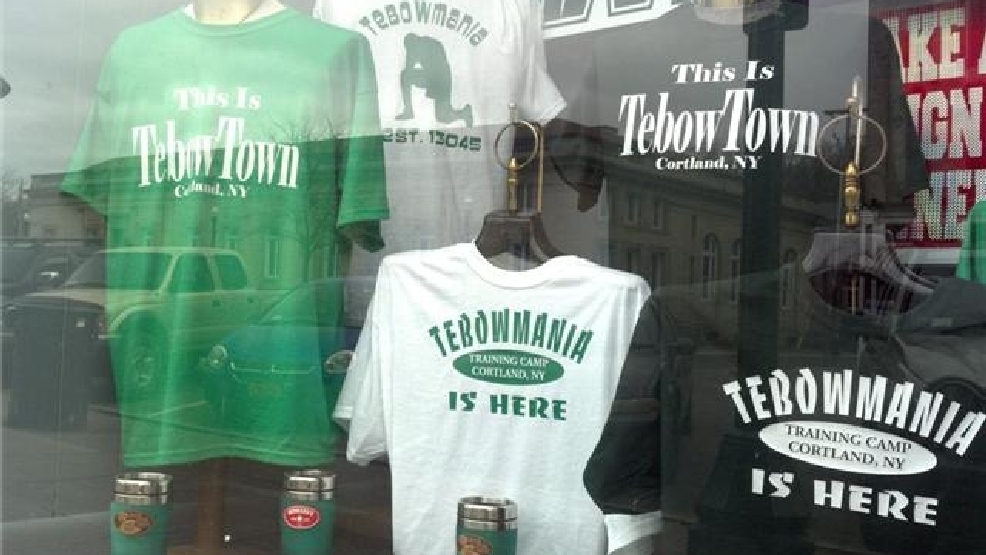 This Is
TebowTown
Cortland, NY
TEBOWMANIA
EST. 13045
This Is
TebowTown
Cortland, NY
TEBOWMANIA
TRAINING CAMP
CORTLAND, NY
IS HERE
TEBOWMANIA
TRAINING CAMP
CORTLAND, NY
IS HERE